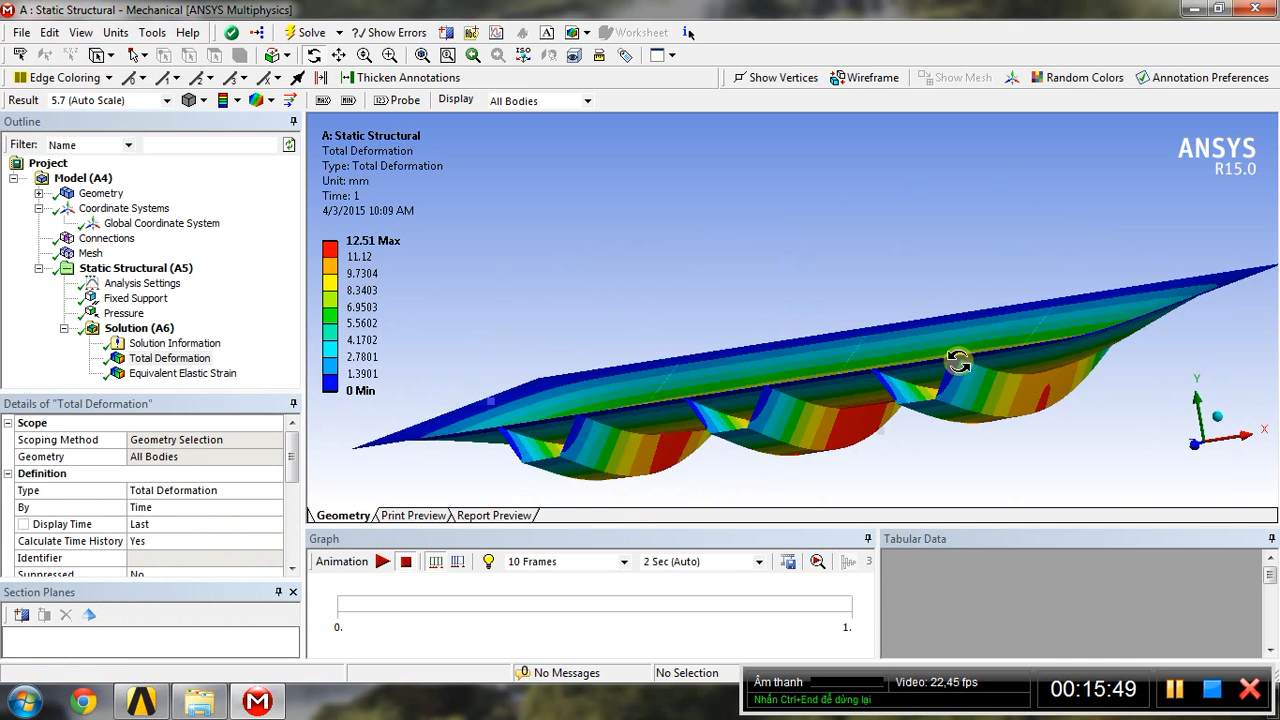 A : Static Structural - Mechanical [ANSYS Multiphysics]
File Edit View Units Tools Help Solve ?/ Show Errors Worksheet
Edge Coloring Thicken Annotations Show Vertices Wireframe Show Mesh Random Colors Annotation Preferences
Result 5.7 (Auto Scale) MAX MIN Probe Display All Bodies
Outline
Filter: Name
Project
Model (A4)
Geometry
Coordinate Systems
Global Coordinate System
Connections
Mesh
Static Structural (A5)
Analysis Settings
Fixed Support
Pressure
Solution (A6)
Solution Information
Total Deformation
Equivalent Elastic Strain
Details of "Total Deformation"
Scope
Scoping Method Geometry Selection
Geometry All Bodies
Definition
Type Total Deformation
By Time
Display Time Last
Calculate Time History Yes
Identifier
Suppressed No
Section Planes
A: Static Structural
Total Deformation
Type: Total Deformation
Unit: mm
Time: 1
4/3/2015 10:09 AM
12.51 Max
11.12
9.7304
8.3403
6.9503
5.5602
4.1702
2.7801
1.3901
0 Min
ANSYS
R15.0
Y
X
Geometry Print Preview Report Preview
Graph
Animation 10 Frames 2 Sec (Auto) 3
0. 1.
Tabular Data
0 No Messages No Selection
Âm thanh Video: 22,45 fps
Nhấn Ctrl+End để dừng lại
00:15:49